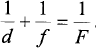 1/d + 1/f = 1/F.